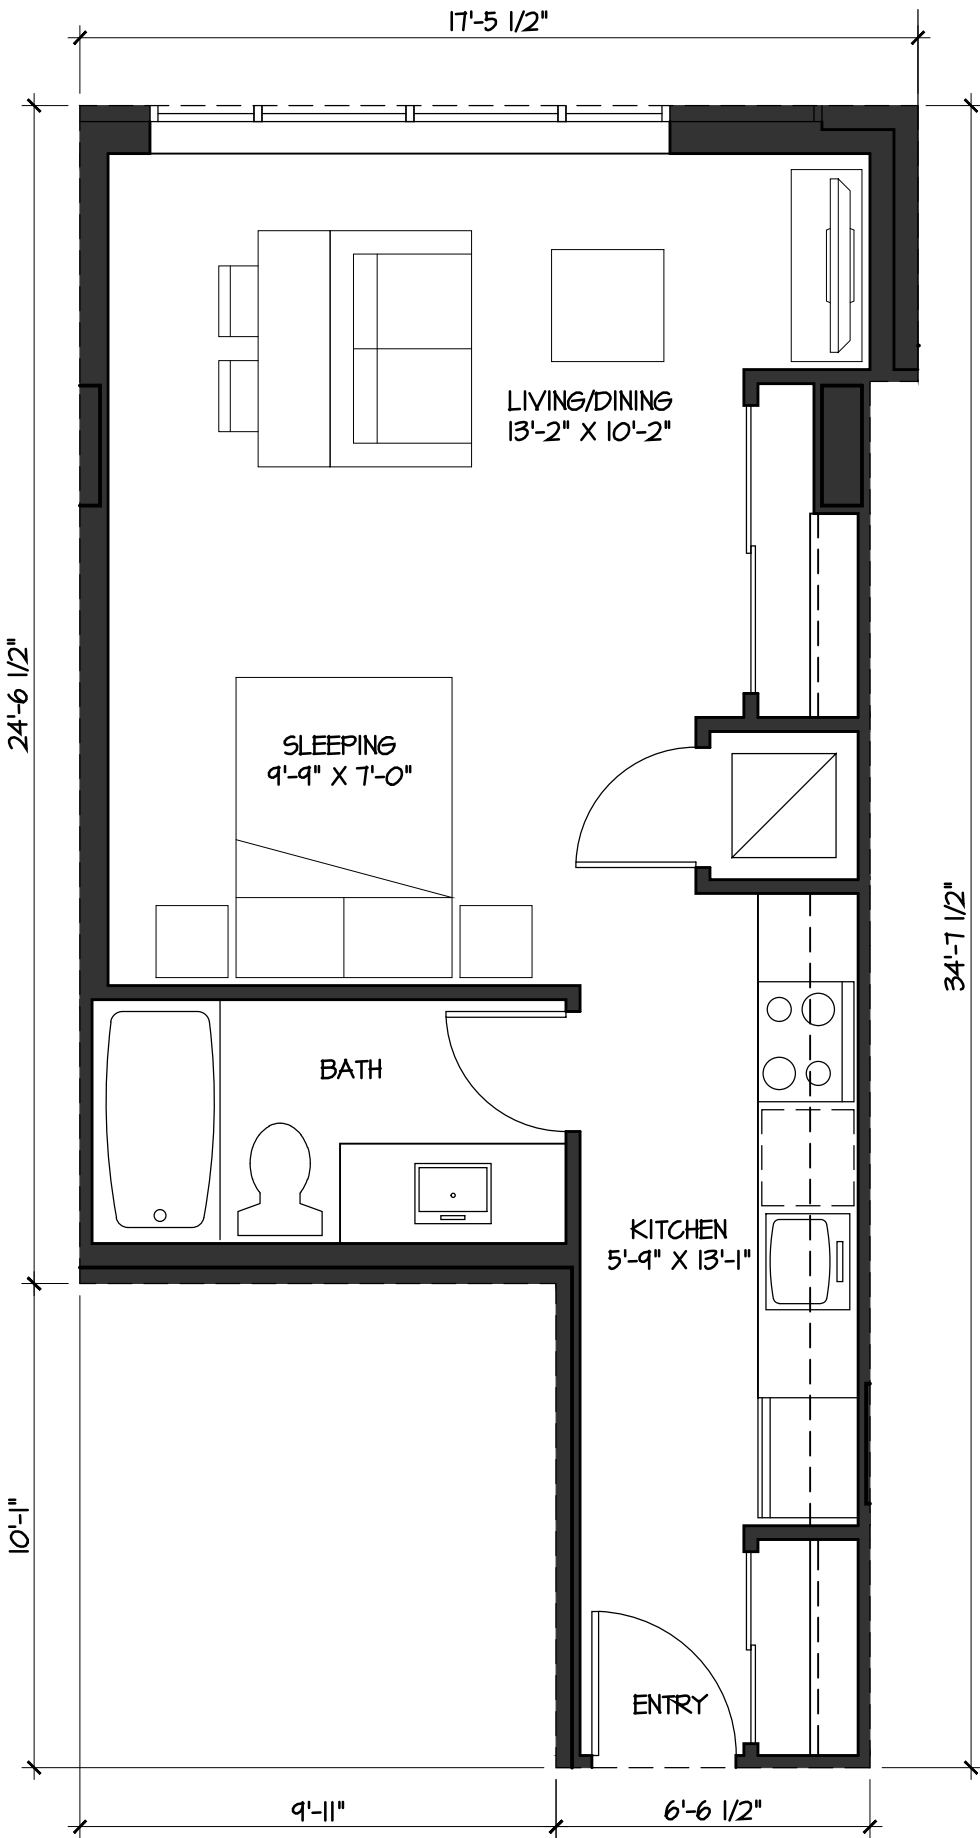 17'-5 1/2"
LIVING/DINING
13'-2" X 10'-2"
24'-6 1/2"
SLEEPING
9'-9" X 7'-0"
34'-7 1/2"
BATH
KITCHEN
5'-9" X 13'-1"
10'-1"
ENTRY
9'-11"
6'-6 1/2"